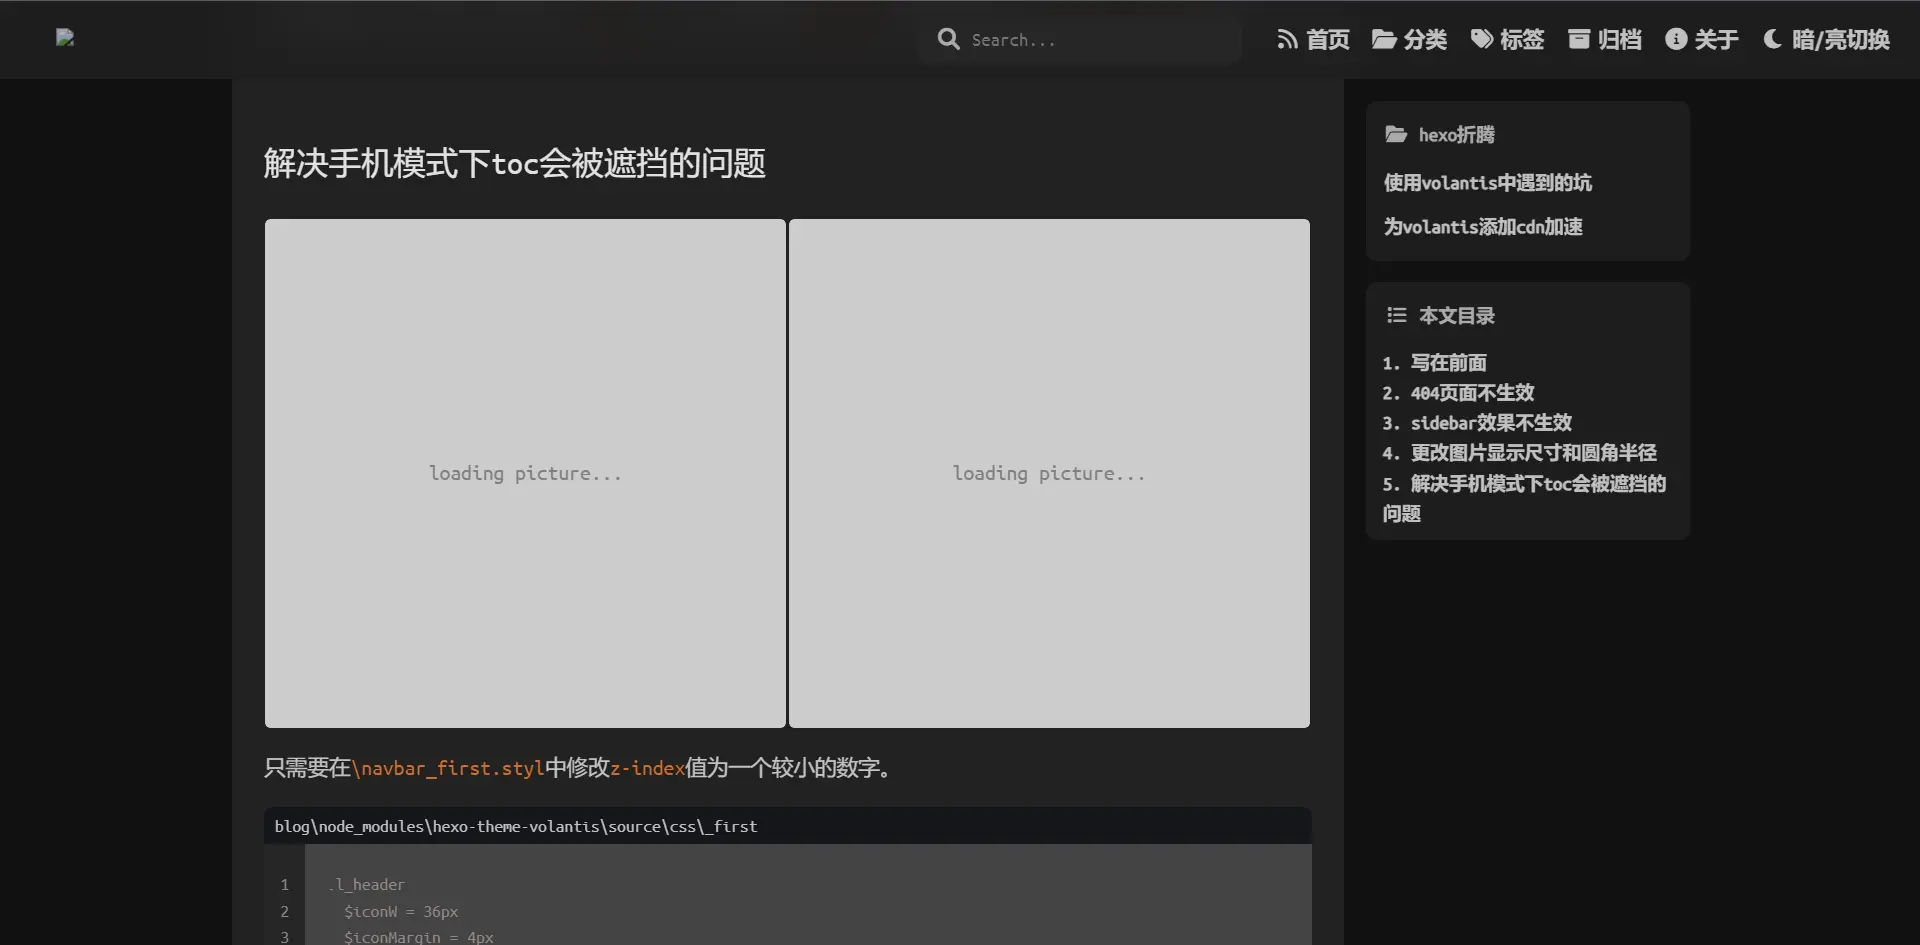 Search...
首页
分类
标签
归档
关于
暗/亮切换
解决手机模式下toc会被遮挡的问题
loading picture...
loading picture...
只需要在\navbar_first.styl中修改z-index值为一个较小的数字。
blog\node_modules\hexo-theme-volantis\source\css\_first
1 .l_header
2 $iconW = 36px
3 $iconMargin = 4px
hexo折腾
使用volantis中遇到的坑
为volantis添加cdn加速
本文目录
1. 写在前面
2. 404页面不生效
3. sidebar效果不生效
4. 更改图片显示尺寸和圆角半径
5. 解决手机模式下toc会被遮挡的
问题